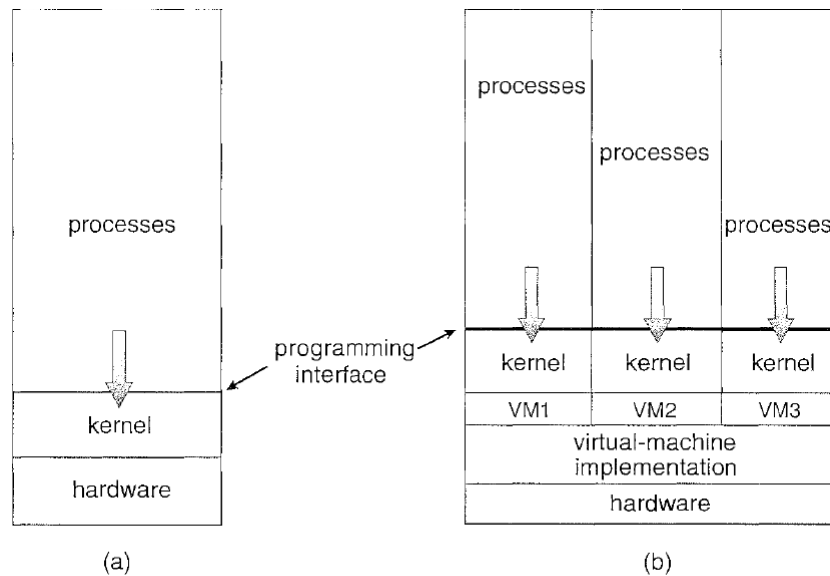 processes
kernel
hardware
(a)
programming
interface
processes
processes
processes
kernel kernel kernel
VM1 VM2 VM3
virtual-machine
implementation
hardware
(b)